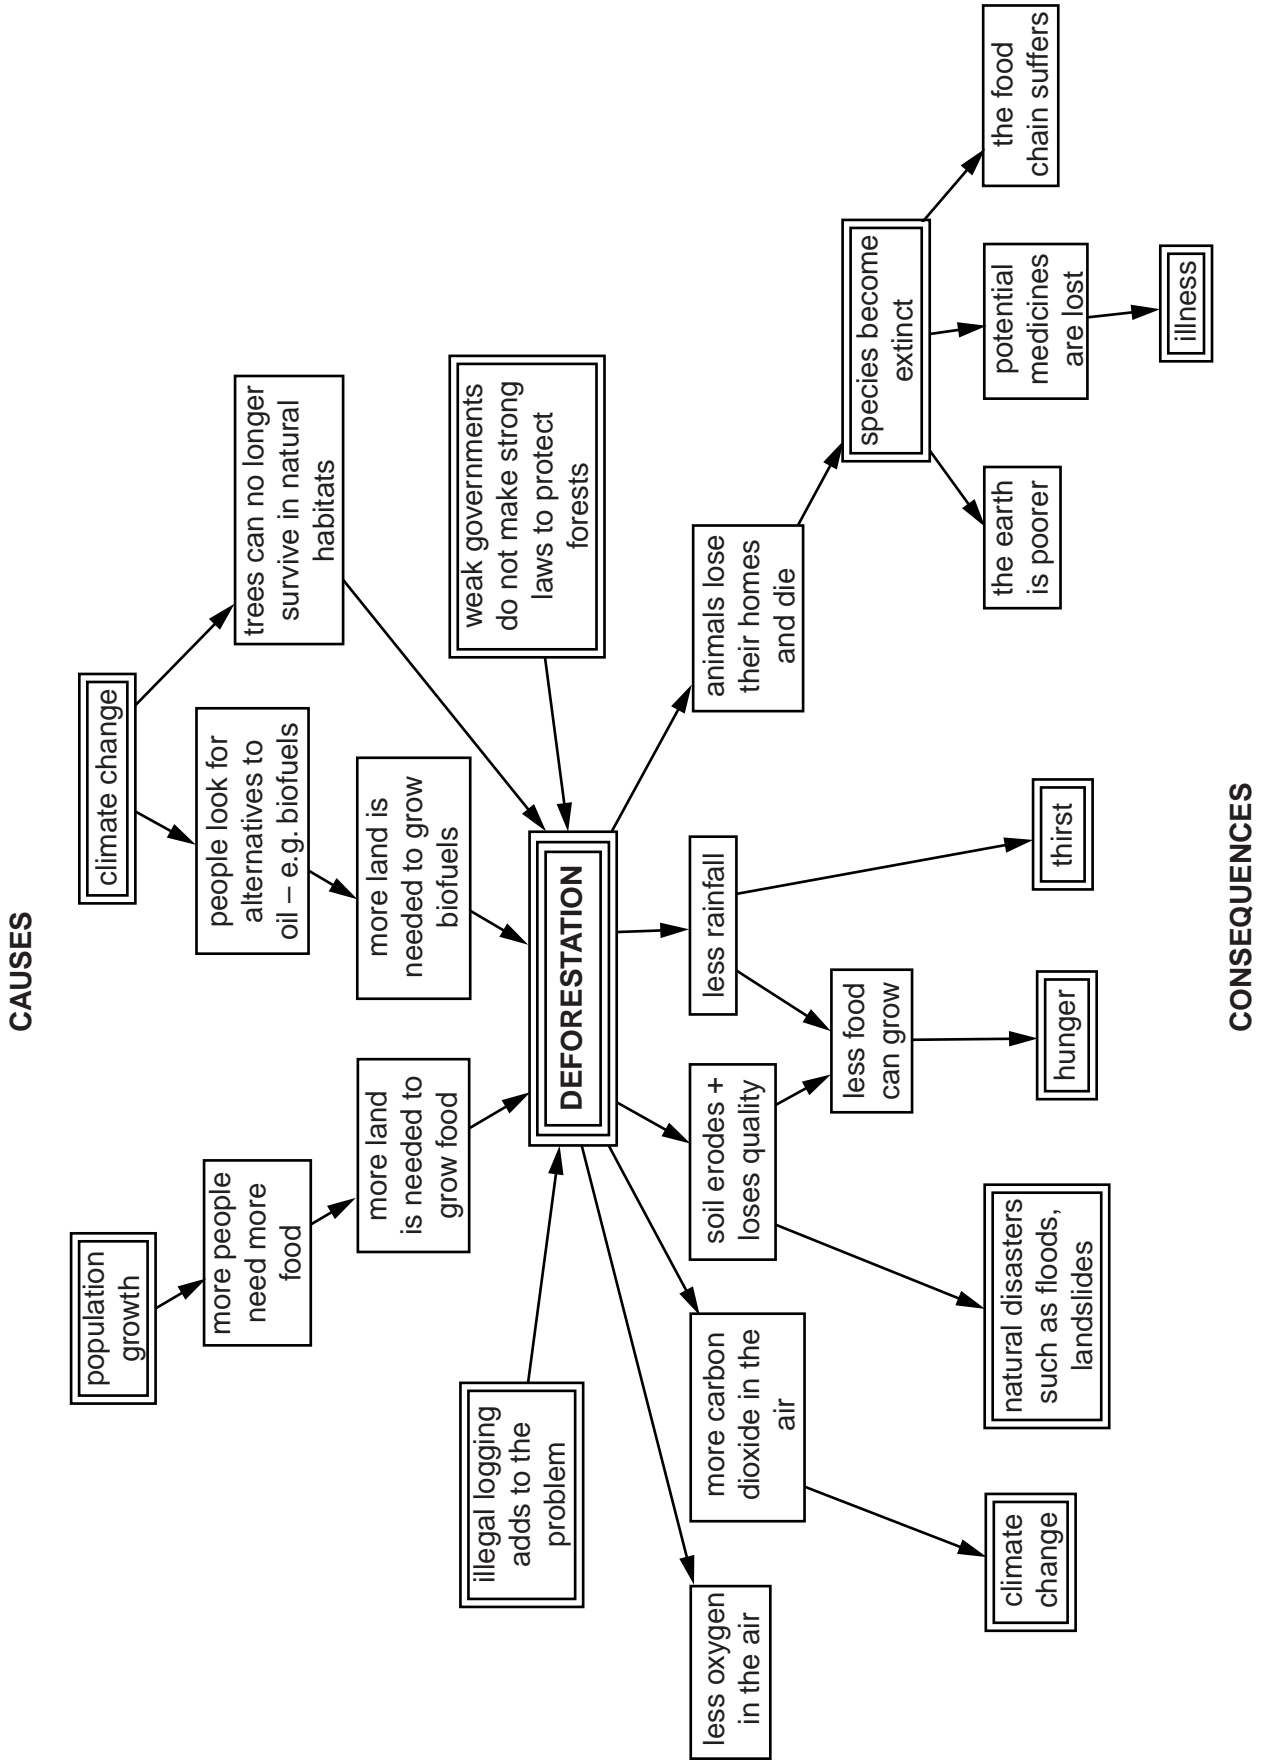 CAUSES
population
growth
climate change
more people
need more
food
people look for
alternatives to
oil – e.g. biofuels
trees can no longer
survive in natural
habitats
more land
is needed to
grow food
more land is
needed to grow
biofuels
illegal logging
adds to the
problem
weak governments
do not make strong
laws to protect
forests
DEFORESTATION
less oxygen
in the air
more carbon
dioxide in the
air
soil erodes +
loses quality
less rainfall
animals lose
their homes
and die
less food
can grow
species become
extinct
climate
change
natural disasters
such as floods,
landslides
hunger
thirst
the earth
is poorer
potential
medicines
are lost
the food
chain suffers
illness
CONSEQUENCES